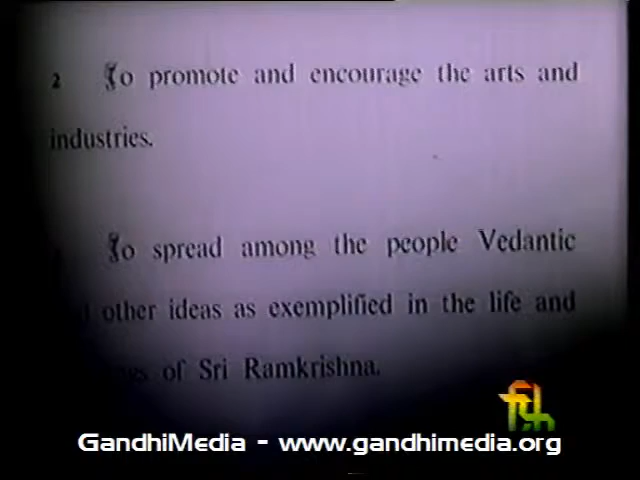 2 To promote and encourage the arts and
industries.
To spread among the people Vedantic
other ideas as exemplified in the life and
of Sri Ramkrishna.
GandhiMedia - www.gandhimedia.org